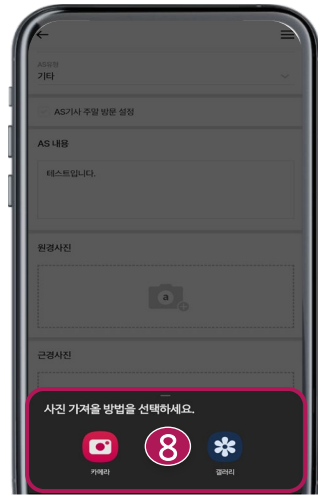 AS유형
기타
AS기사 주말 방문 설정
AS 내용
테스트입니다.
원경사진
a
근경사진
사진 가져올 방법을 선택하세요.
8
카메라
갤러리